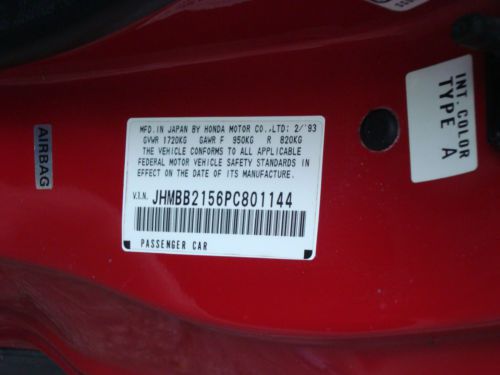 MFD. IN JAPAN BY HONDA MOTOR CO., LTD: 2/'93
GVWR 1720KG GAWR F 950KG R 820KG
THE VEHICLE CONFORMS TO ALL APPLICABLE
FEDERAL MOTOR VEHICLE SAFETY STANDARDS IN
EFFECT ON THE DATE OF ITS MANUFACTURE.
V.I.N. JHMBB2156PC801144
PASSENGER CAR
AIRBAG
INT. COLOR
TYPE A